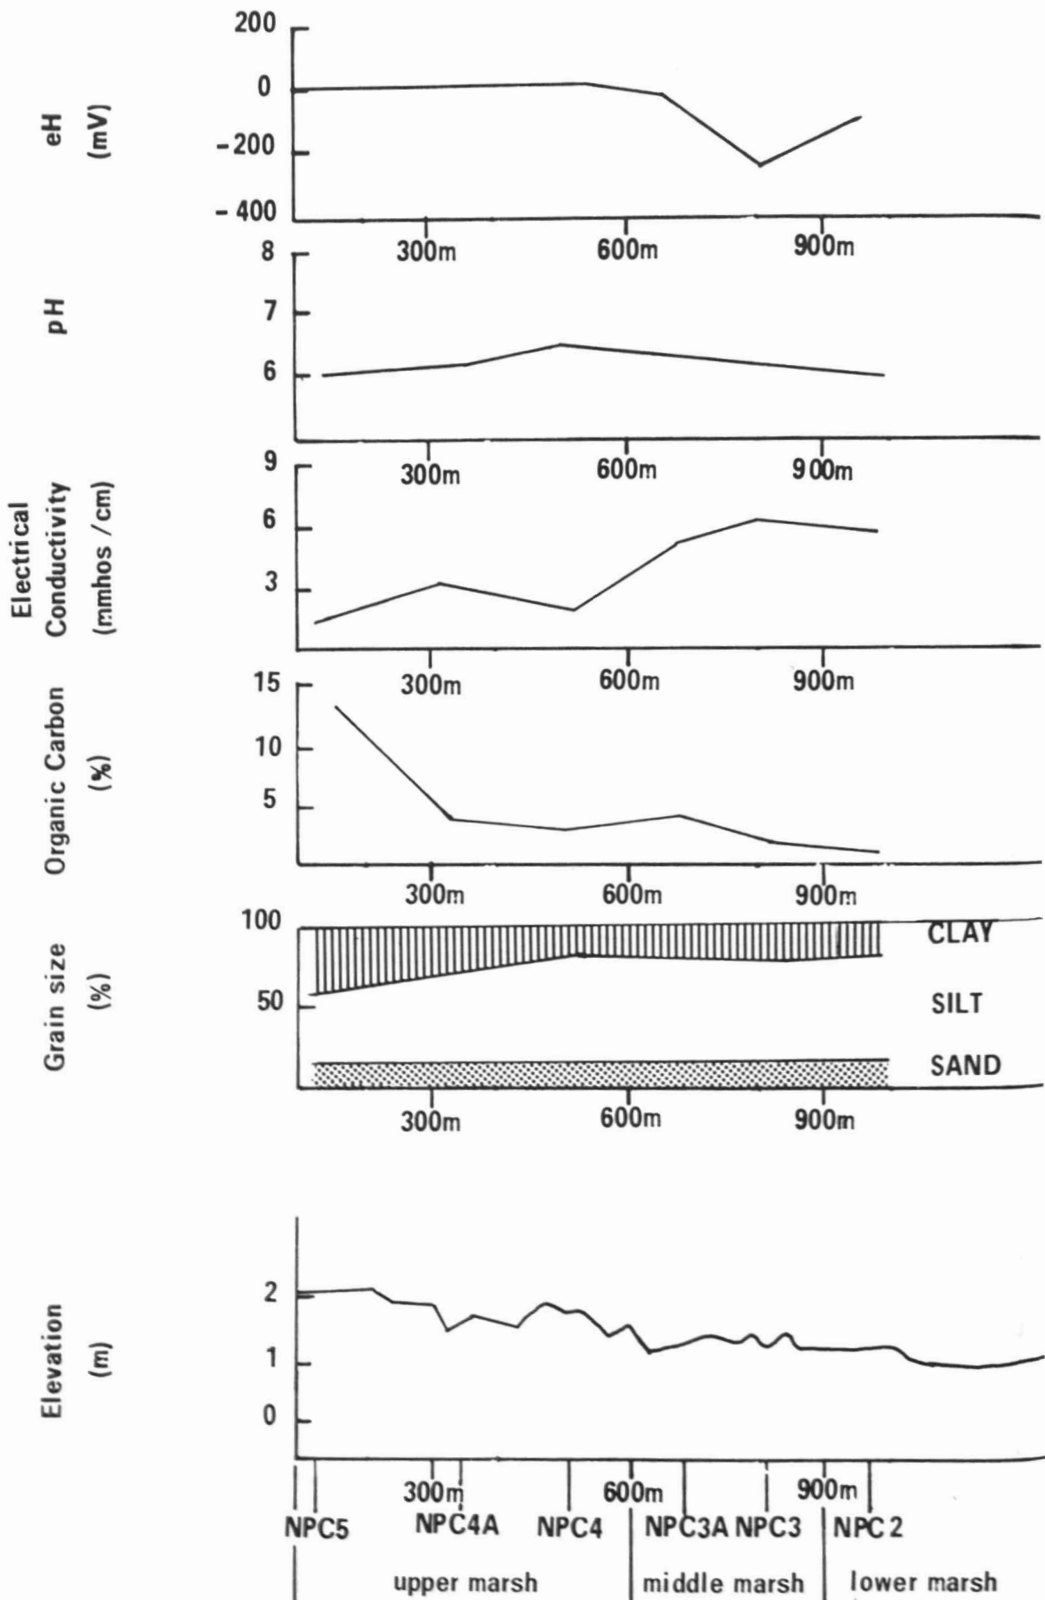 200
0
-200
-400
eH
(mV)
300m
600m
900m
8
7
6
pH
300m
600m
900m
9
6
3
Electrical
Conductivity
(mmhos /cm)
300m
600m
900m
15
10
5
Organic Carbon
(%)
300m
600m
900m
100
50
Grain size
(%)
CLAY
SILT
SAND
300m
600m
900m
2
1
0
Elevation
(m)
300m
600m
900m
NPC5
NPC4A
NPC4
NPC3A
NPC3
NPC2
upper marsh
middle marsh
lower marsh